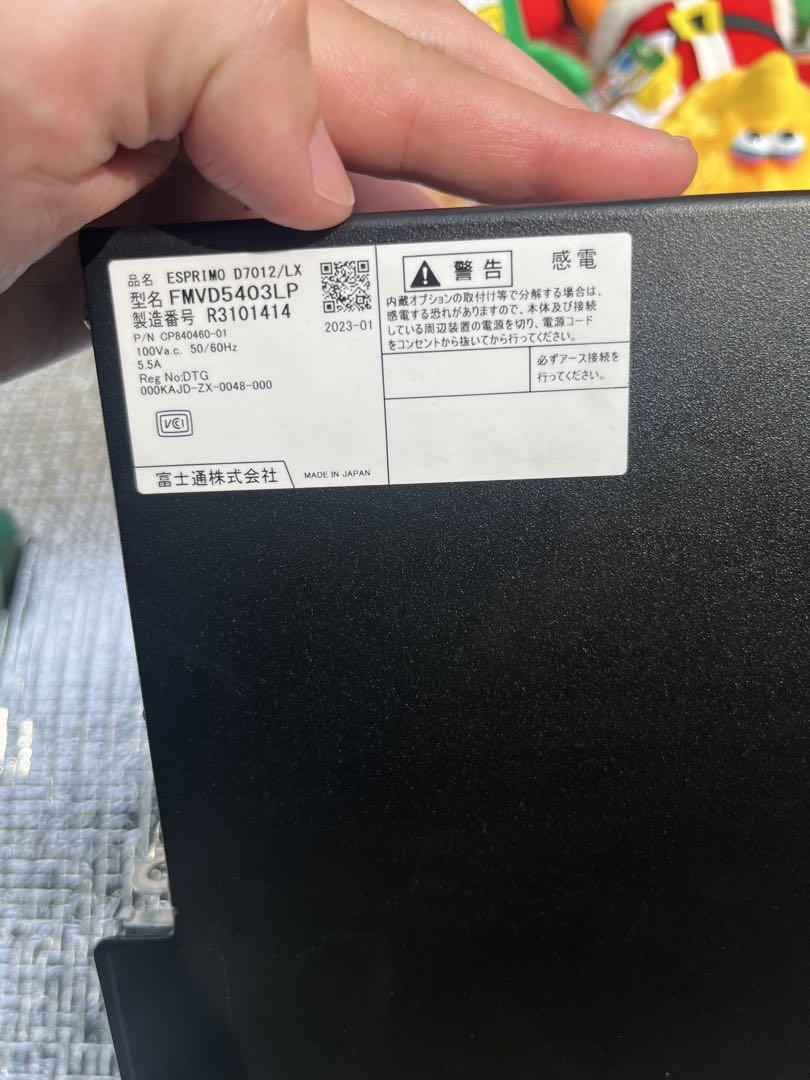 品名 ESPRIMO D7012/LX
型名 FMVD5403LP
製造番号 R3101414
2023-01
P/N CP840460-01
100Va.c. 50/60Hz
5.5A
Reg No:DTG
000KAJD-ZX-0048-000
VCI
富士通株式会社
MADE IN JAPAN
警告
感電
内蔵オプションの取付け等で分解する場合は、
感電する恐れがありますので、本体及び接続
している周辺装置の電源を切り、電源コード
をコンセントから抜いてから行ってください。
必ずアース接続を
行ってください。